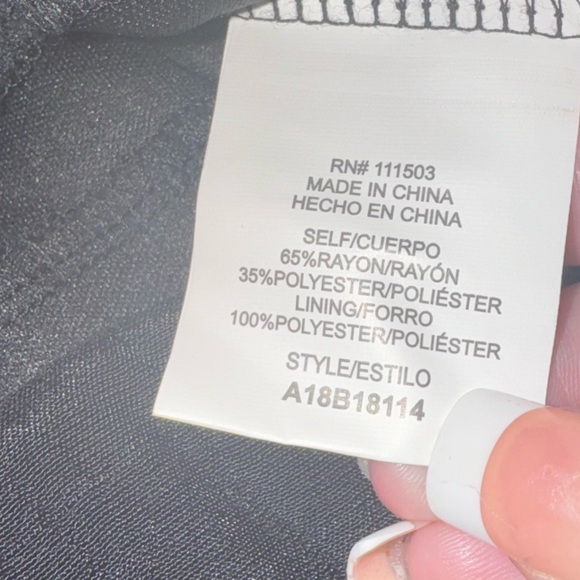 RN# 111503
MADE IN CHINA
HECHO EN CHINA
SELF/CUERPO
65%RAYON/RAYÓN
35%POLYESTER/POLIÉSTER
LINING/FORRO
100%POLYESTER/POLIÉSTER
STYLE/ESTILO
A18B18114